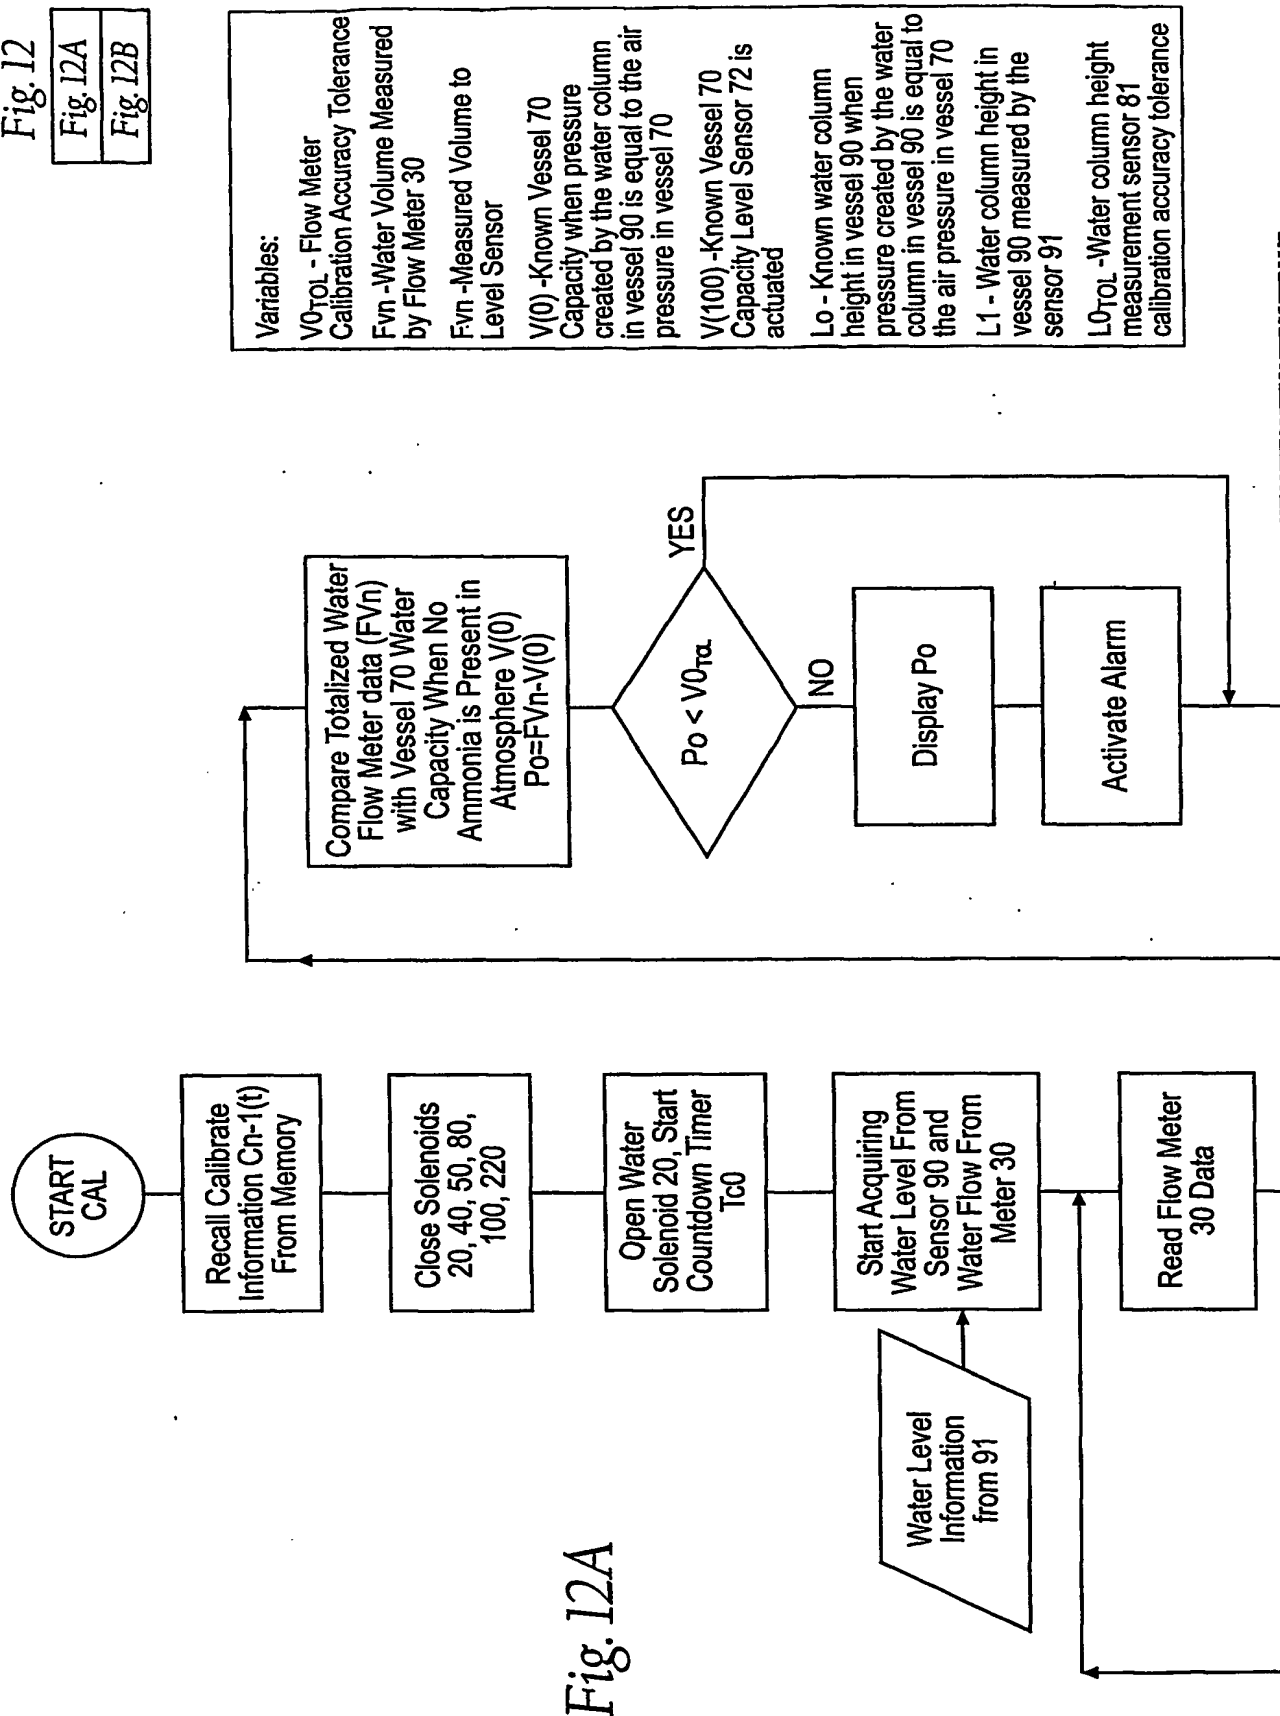 Fig. 12
Fig. 12A
Fig. 12B
Fig. 12A
START
CAL
Recall Calibrate
Information Cn-1(t)
From Memory
Close Solenoids
20, 40, 50, 80,
100, 220
Open Water
Solenoid 20, Start
Countdown Timer
Tc0
Start Acquiring
Water Level From
Sensor 90 and
Water Flow From
Meter 30
Water Level
Information
from 91
Read Flow Meter
30 Data
Compare Totalized Water
Flow Meter data (FVn)
with Vessel 70 Water
Capacity When No
Ammonia is Present in
Atmosphere V(0)
Po=FVn-V(0)
Po < V0TOL
YES
NO
Display Po
Activate Alarm
Variables:
V0TOL - Flow Meter
Calibration Accuracy Tolerance
Fvn -Water Volume Measured
by Flow Meter 30
Fvn -Measured Volume to
Level Sensor
V(0) -Known Vessel 70
Capacity when pressure
created by the water column
in vessel 90 is equal to the air
pressure in vessel 70
V(100) -Known Vessel 70
Capacity Level Sensor 72 is
actuated
Lo - Known water column
height in vessel 90 when
pressure created by the water
column in vessel 90 is equal to
the air pressure in vessel 70
L1 - Water column height in
vessel 90 measured by the
sensor 91
L0TOL -Water column height
measurement sensor 81
calibration accuracy tolerance